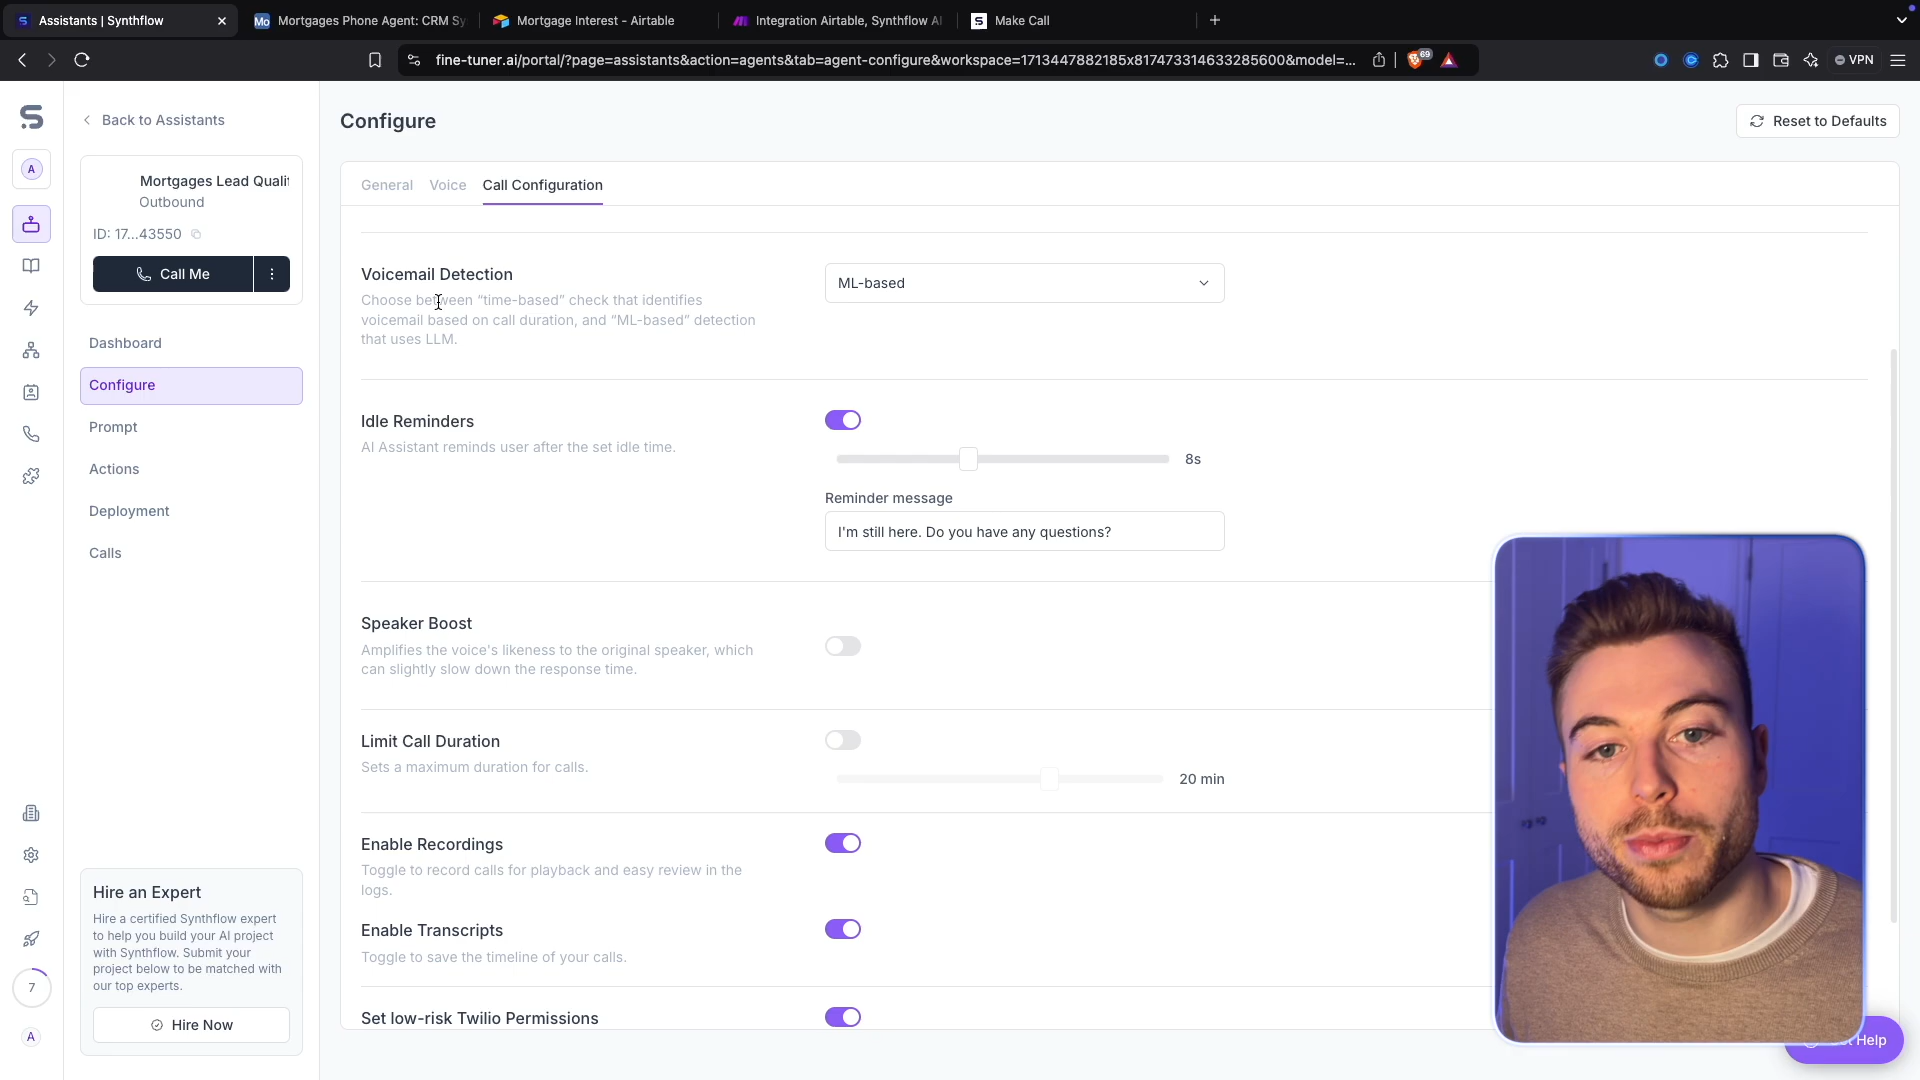 Assistants | Synthflow
Mortgages Phone Agent: CRM Sy
Mortgage Interest - Airtable
Integration Airtable, Synthflow AI
Make Call
fine-tuner.ai/portal/?page=assistants&action=agents&tab=agent-configure&workspace=1713447882185x817473314633285600&model=...
69
VPN
Back to Assistants
Configure
Reset to Defaults
A
Mortgages Lead Qualif
Outbound
ID: 17...43550
Call Me
General
Voice
Call Configuration
Voicemail Detection
Choose between “time-based” check that identifies
voicemail based on call duration, and “ML-based” detection
that uses LLM.
ML-based
Dashboard
Configure
Prompt
Actions
Deployment
Calls
Idle Reminders
AI Assistant reminds user after the set idle time.
8s
Reminder message
I'm still here. Do you have any questions?
Speaker Boost
Amplifies the voice's likeness to the original speaker, which
can slightly slow down the response time.
Limit Call Duration
Sets a maximum duration for calls.
20 min
Enable Recordings
Toggle to record calls for playback and easy review in the
logs.
Enable Transcripts
Toggle to save the timeline of your calls.
Set low-risk Twilio Permissions
Hire an Expert
Hire a certified Synthflow expert
to help you build your AI project
with Synthflow. Submit your
project below to be matched with
our top experts.
Hire Now
7
A
Help